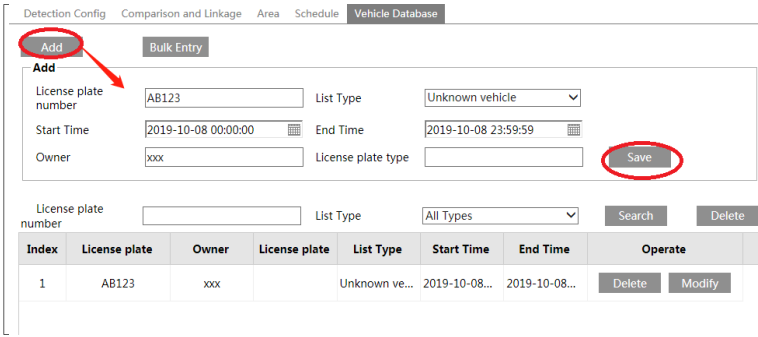 Detection Config Comparison and Linkage Area Schedule Vehicle Database
Add Bulk Entry
Add
License plate number AB123 List Type Unknown vehicle
Start Time 2019-10-08 00:00:00 End Time 2019-10-08 23:59:59
Owner xxx License plate type Save
License plate number List Type All Types Search Delete
Index License plate Owner License plate List Type Start Time End Time Operate
1 AB123 xxx Unknown ve... 2019-10-08... 2019-10-08... Delete Modify